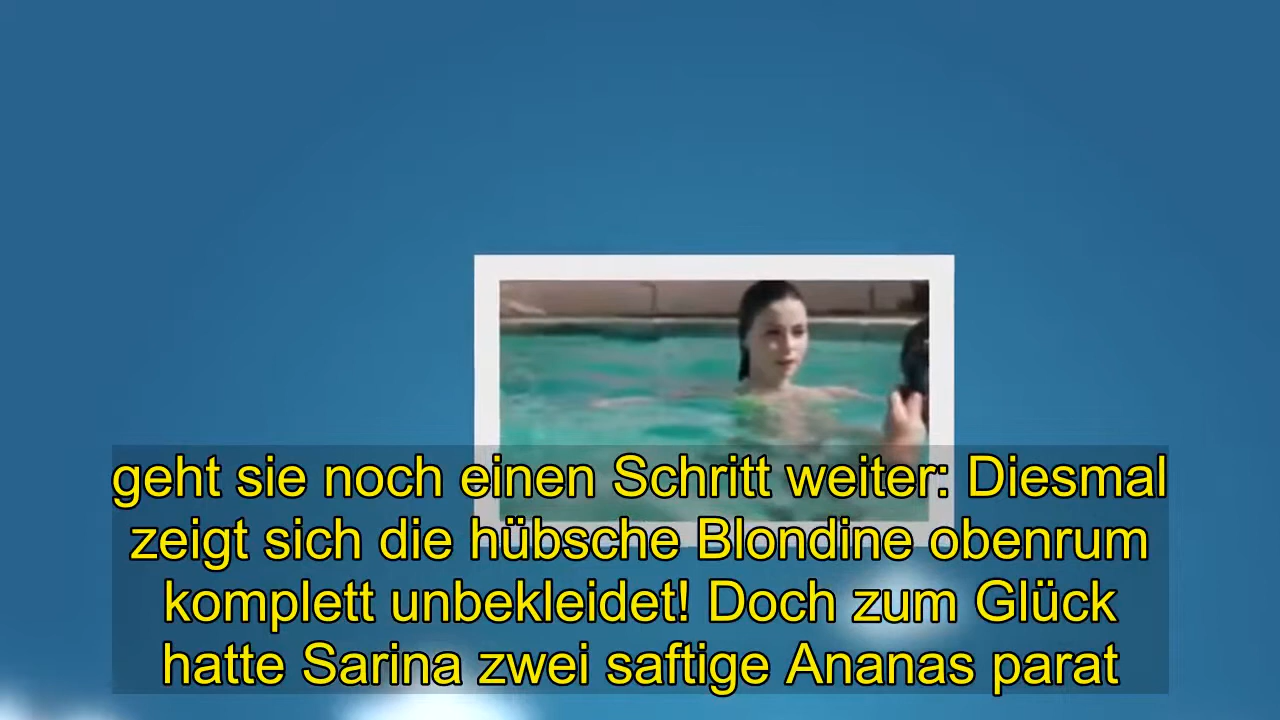 geht sie noch einen Schritt weiter: Diesmal
zeigt sich die hübsche Blondine obenrum
komplett unbekleidet! Doch zum Glück
hatte Sarina zwei saftige Ananas parat